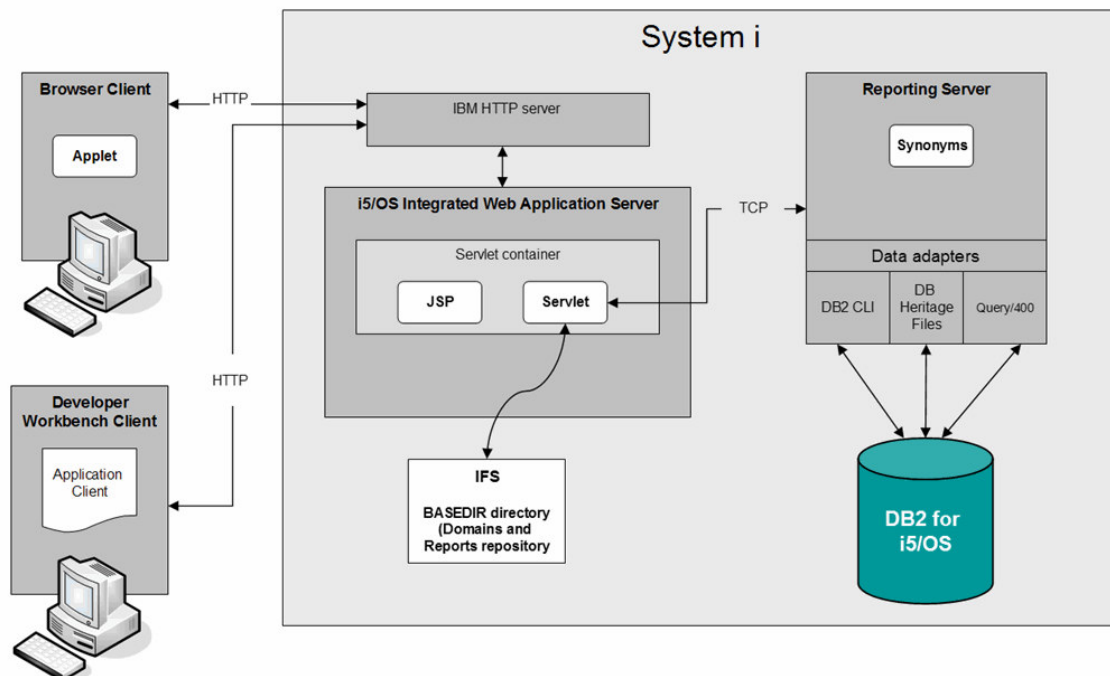 System i
Browser Client
Applet
HTTP
IBM HTTP server
Reporting Server
Synonyms
i5/OS Integrated Web Application Server
Servlet container
JSP
Servlet
TCP
Data adapters
DB2 CLI
DB
Heritage
Files
Query/400
HTTP
Developer
Workbench Client
Application
Client
IFS
BASEDIR directory
(Domains and
Reports repository
DB2 for
i5/OS